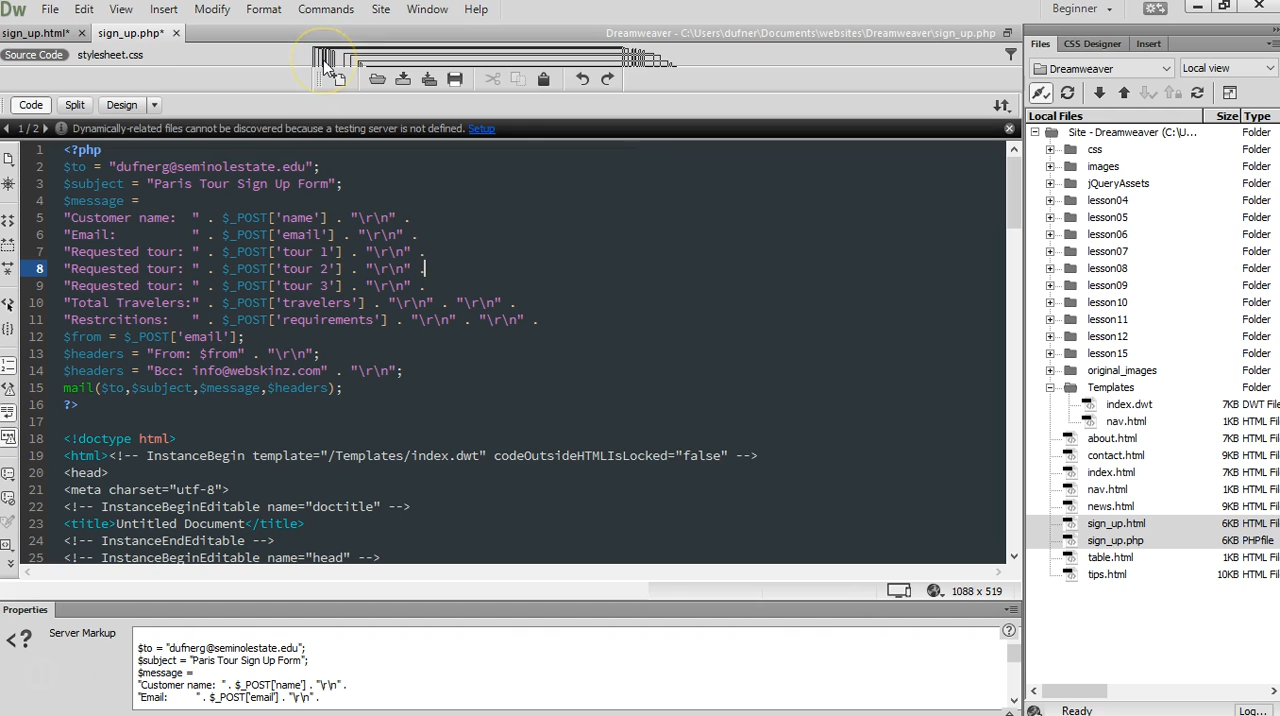 Dw File Edit View Insert Modify Format Commands Site Window Help Beginner
sign_up.html* × sign_up.php* × Dreamweaver - C:\Users\dufner\Documents\websites\Dreamweaver\sign_up.php
Source Code stylesheet.css
Code Split Design
1 / 2 Dynamically-related files cannot be discovered because a testing server is not defined. Setup
1 <?php
2 $to = "dufnerg@seminolestate.edu";
3 $subject = "Paris Tour Sign Up Form";
4 $message =
5 "Customer name: " . $_POST['name'] . "\r\n" .
6 "Email: " . $_POST['email'] . "\r\n" .
7 "Requested tour: " . $_POST['tour 1'] . "\r\n" .
8 "Requested tour: " . $_POST['tour 2'] . "\r\n" .
9 "Requested tour: " . $_POST['tour 3'] . "\r\n" .
10 "Total Travelers:" . $_POST['travelers'] . "\r\n" . "\r\n" .
11 "Restrcitions: " . $_POST['requirements'] . "\r\n" . "\r\n" .
12 $from = $_POST['email'];
13 $headers = "From: $from" . "\r\n";
14 $headers = "Bcc: info@webskinz.com" . "\r\n";
15 mail($to,$subject,$message,$headers);
16 ?>
17
18 <!doctype html>
19 <html><!-- InstanceBegin template="/Templates/index.dwt" codeOutsideHTMLIsLocked="false" -->
20 <head>
21 <meta charset="utf-8">
22 <!-- InstanceBeginEditable name="doctitle" -->
23 <title>Untitled Document</title>
24 <!-- InstanceEndEditable -->
25 <!-- InstanceBeginEditable name="head" -->
1088 x 519
Properties
<? Server Markup
$to = "dufnerg@seminolestate.edu";
$subject = "Paris Tour Sign Up Form";
$message =
"Customer name: " . $_POST['name'] . "\r\n" .
"Email: " . $_POST['email'] . "\r\n" .
Files CSS Designer Insert
Dreamweaver Local view
Local Files Size Type
Site - Dreamweaver (C:\U... Folder
css Folder
images Folder
jQueryAssets Folder
lesson04 Folder
lesson05 Folder
lesson06 Folder
lesson07 Folder
lesson08 Folder
lesson09 Folder
lesson10 Folder
lesson11 Folder
lesson12 Folder
lesson15 Folder
original_images Folder
Templates Folder
index.dwt 7KB DWT File
nav.html 1KB HTML Fi
about.html 7KB HTML Fi
contact.html 9KB HTML Fi
index.html 7KB HTML Fi
nav.html 1KB HTML Fi
news.html 7KB HTML Fi
sign_up.html 6KB HTML Fi
sign_up.php 6KB PHPfile
table.html 1KB HTML Fi
tips.html 10KB HTML Fi
Ready Log...